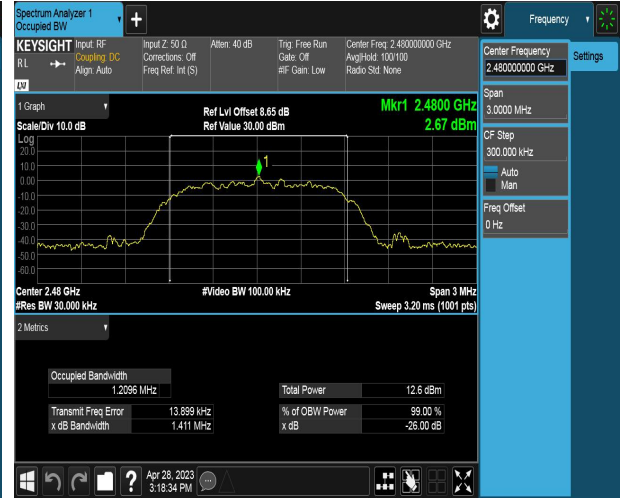 Spectrum Analyzer 1
Occupied BW
Frequency
KEYSIGHT Input: RF Input Z: 50 Ω Atten: 40 dB Trig: Free Run Center Freq: 2.480000000 GHz
RL Coupling: DC Corrections: Off Gate: Off Avg|Hold: 100/100
Align: Auto Freq Ref: Int (S) #IF Gain: Low Radio Std: None
LXI
Center Frequency
2.480000000 GHz
Settings
Span
3.0000 MHz
CF Step
300.000 kHz
Auto
Man
Freq Offset
0 Hz
1 Graph
Ref Lvl Offset 8.65 dB
Mkr1 2.4800 GHz
Scale/Div 10.0 dB
Ref Value 30.00 dBm
2.67 dBm
Log
20.0
10.0
0.00
-10.0
-20.0
-30.0
-40.0
-50.0
-60.0
1
Center 2.48 GHz #Video BW 100.00 kHz Span 3 MHz
#Res BW 30.000 kHz Sweep 3.20 ms (1001 pts)
2 Metrics
Occupied Bandwidth
1.2096 MHz
Total Power 12.6 dBm
Transmit Freq Error 13.899 kHz
% of OBW Power 99.00 %
x dB Bandwidth 1.411 MHz
x dB -26.00 dB
?
Apr 28, 2023
3:18:34 PM